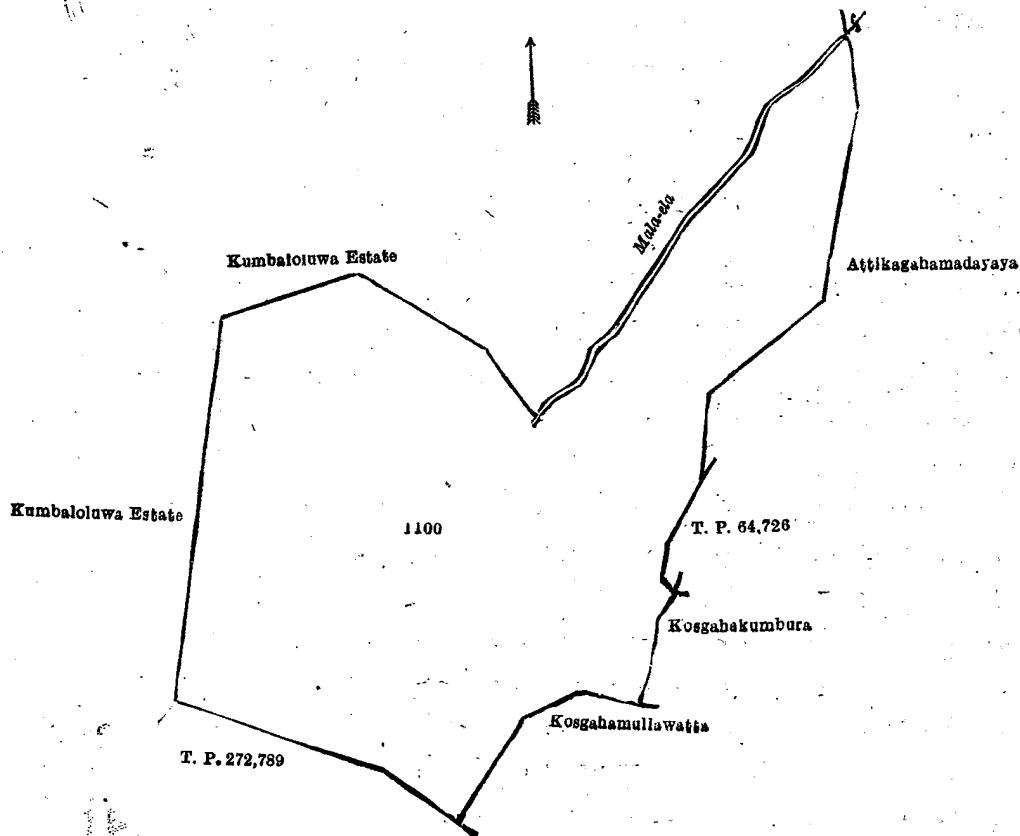 Mala-ela
Kumbaloluwa Estate
Attikagahamadayaya
Kumbaloluwa Estate
1100
T. P. 64,726
Kosgahakumbura
Kosgahamullawatta
T. P. 272,789